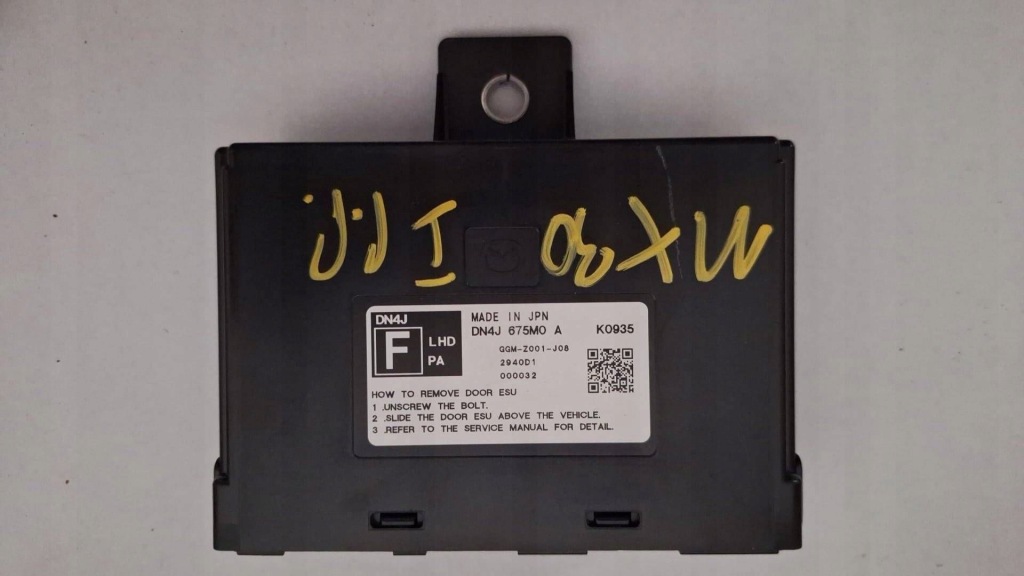 MX30 I
DN4J
F
LHD
PA
MADE IN JPN
DN4J 675M0 A K0935
GGM-Z001-J08
2940D1
000032
HOW TO REMOVE DOOR ESU
1 .UNSCREW THE BOLT.
2 .SLIDE THE DOOR ESU ABOVE THE VEHICLE.
3 .REFER TO THE SERVICE MANUAL FOR DETAIL.